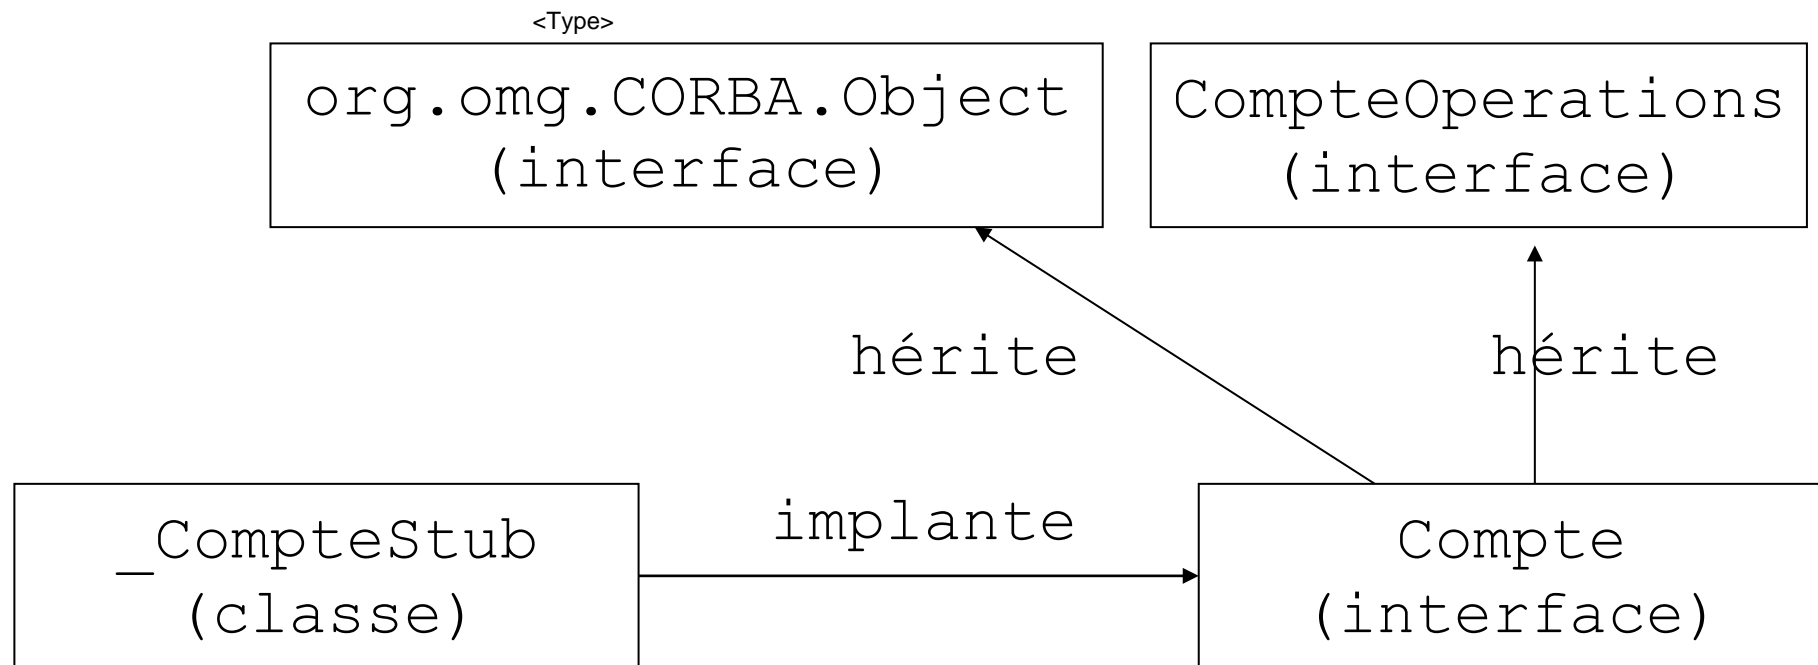 <Type>
org.omg.CORBA.Object
(interface)
CompteOperations
(interface)
hérite
hérite
_CompteStub
(classe)
implante
Compte
(interface)